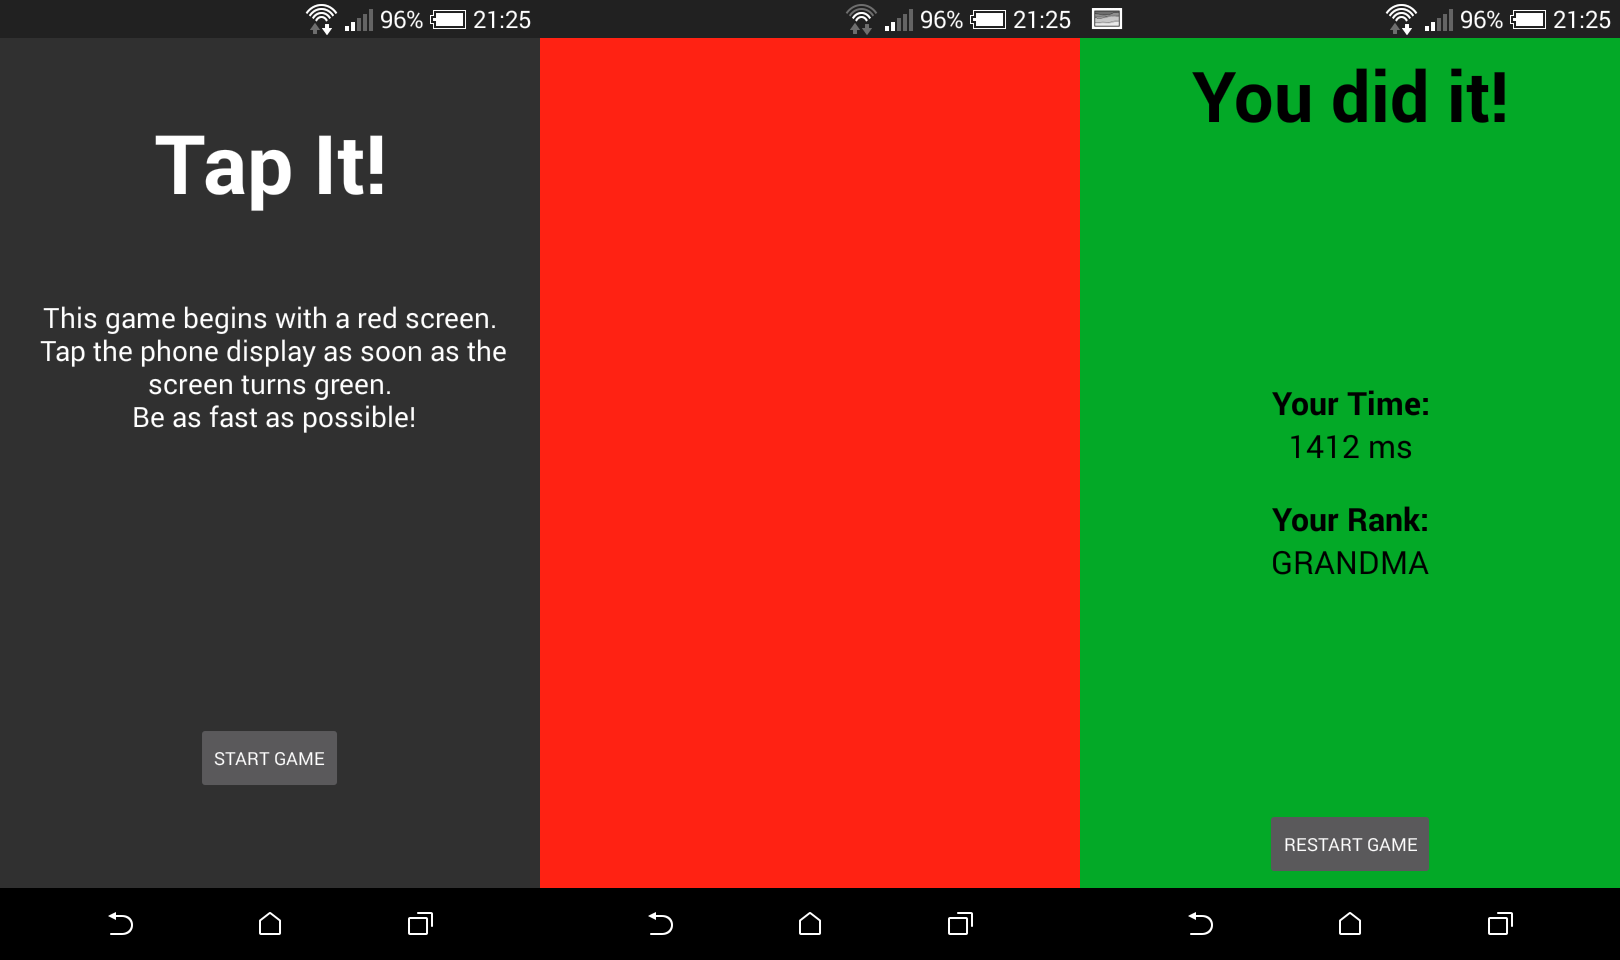 96% 21:25
Tap It!
This game begins with a red screen.
Tap the phone display as soon as the
screen turns green.
Be as fast as possible!
START GAME
96% 21:25
96% 21:25
You did it!
Your Time:
1412 ms
Your Rank:
GRANDMA
RESTART GAME